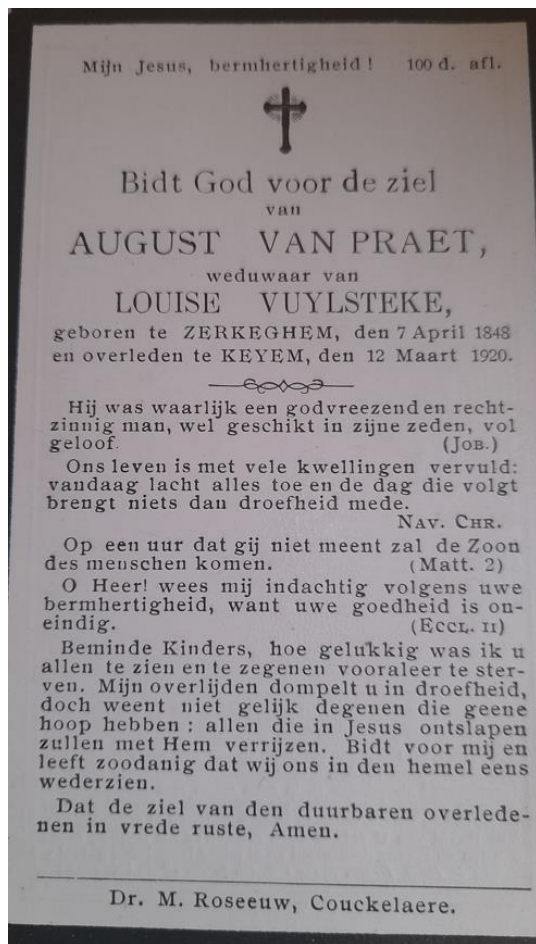 Mijn Jesus, bermhertigheid! 100 d. afl.
Bidt God voor de ziel
van
AUGUST VAN PRAET,
weduwaar van
LOUISE VUYLSTEKE,
geboren te ZERKEGHEM, den 7 April 1848
en overleden te KEYEM, den 12 Maart 1920.
Hij was waarlijk een godvreezend en recht-
zinnig man, wel geschikt in zijne zeden, vol
geloof. (JOB.)
Ons leven is met vele kwellingen vervuld:
vandaag lacht alles toe en de dag die volgt
brengt niets dan droefheid mede.
NAV. CHR.
Op een uur dat gij niet meent zal de Zoon
des menschen komen. (Matt. 2)
O Heer! wees mij indachtig volgens uwe
bermhertigheid, want uwe goedheid is on-
eindig. (ECCL. II)
Beminde Kinders, hoe gelukkig was ik u
allen te zien en te zegenen vooraleer te ster-
ven. Mijn overlijden dompelt u in droefheid,
doch weent niet gelijk degenen die geene
hoop hebben : allen die in Jesus ontslapen
zullen met Hem verrijzen. Bidt voor mij en
leeft zoodanig dat wij ons in den hemel eens
wederzien.
Dat de ziel van den duurbaren overlede-
nen in vrede ruste, Amen.
Dr. M. Roseeuw, Couckelaere.